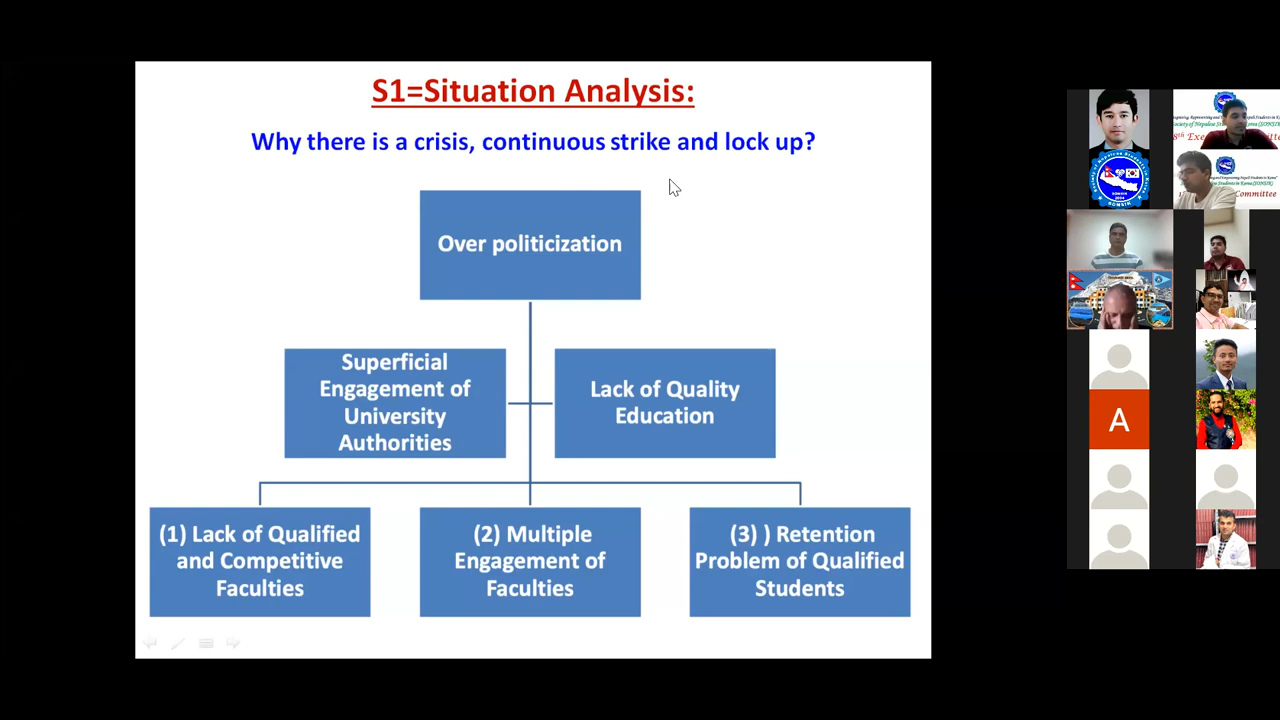 S1=Situation Analysis:
Why there is a crisis, continuous strike and lock up?
Over politicization
Superficial
Engagement of
University
Authorities
Lack of Quality
Education
(1) Lack of Qualified
and Competitive
Faculties
(2) Multiple
Engagement of
Faculties
(3) ) Retention
Problem of Qualified
Students
SONSIK
A